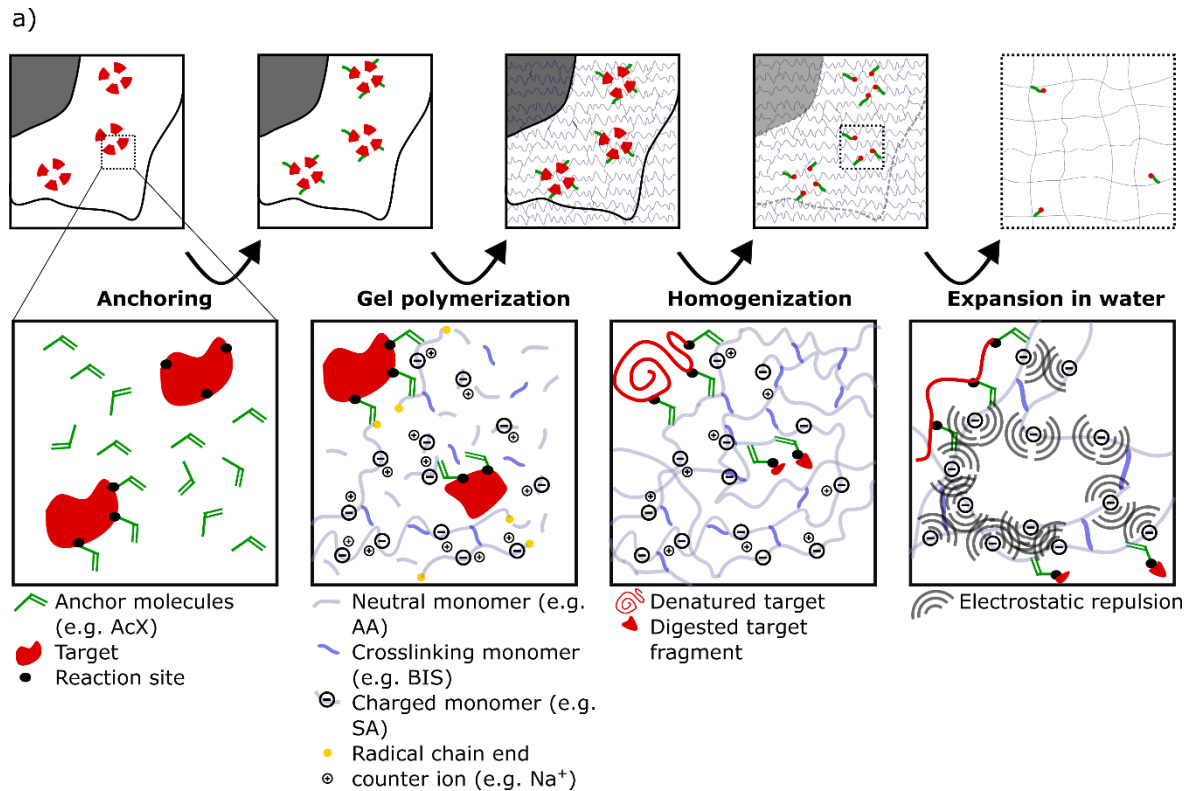 a)
Anchoring
Gel polymerization
Homogenization
Expansion in water
Anchor molecules
(e.g. AcX)
Target
Reaction site
Neutral monomer (e.g.
AA)
Crosslinking monomer
(e.g. BIS)
Charged monomer (e.g.
SA)
Radical chain end
counter ion (e.g. Na⁺)
Denatured target
Digested target
fragment
Electrostatic repulsion